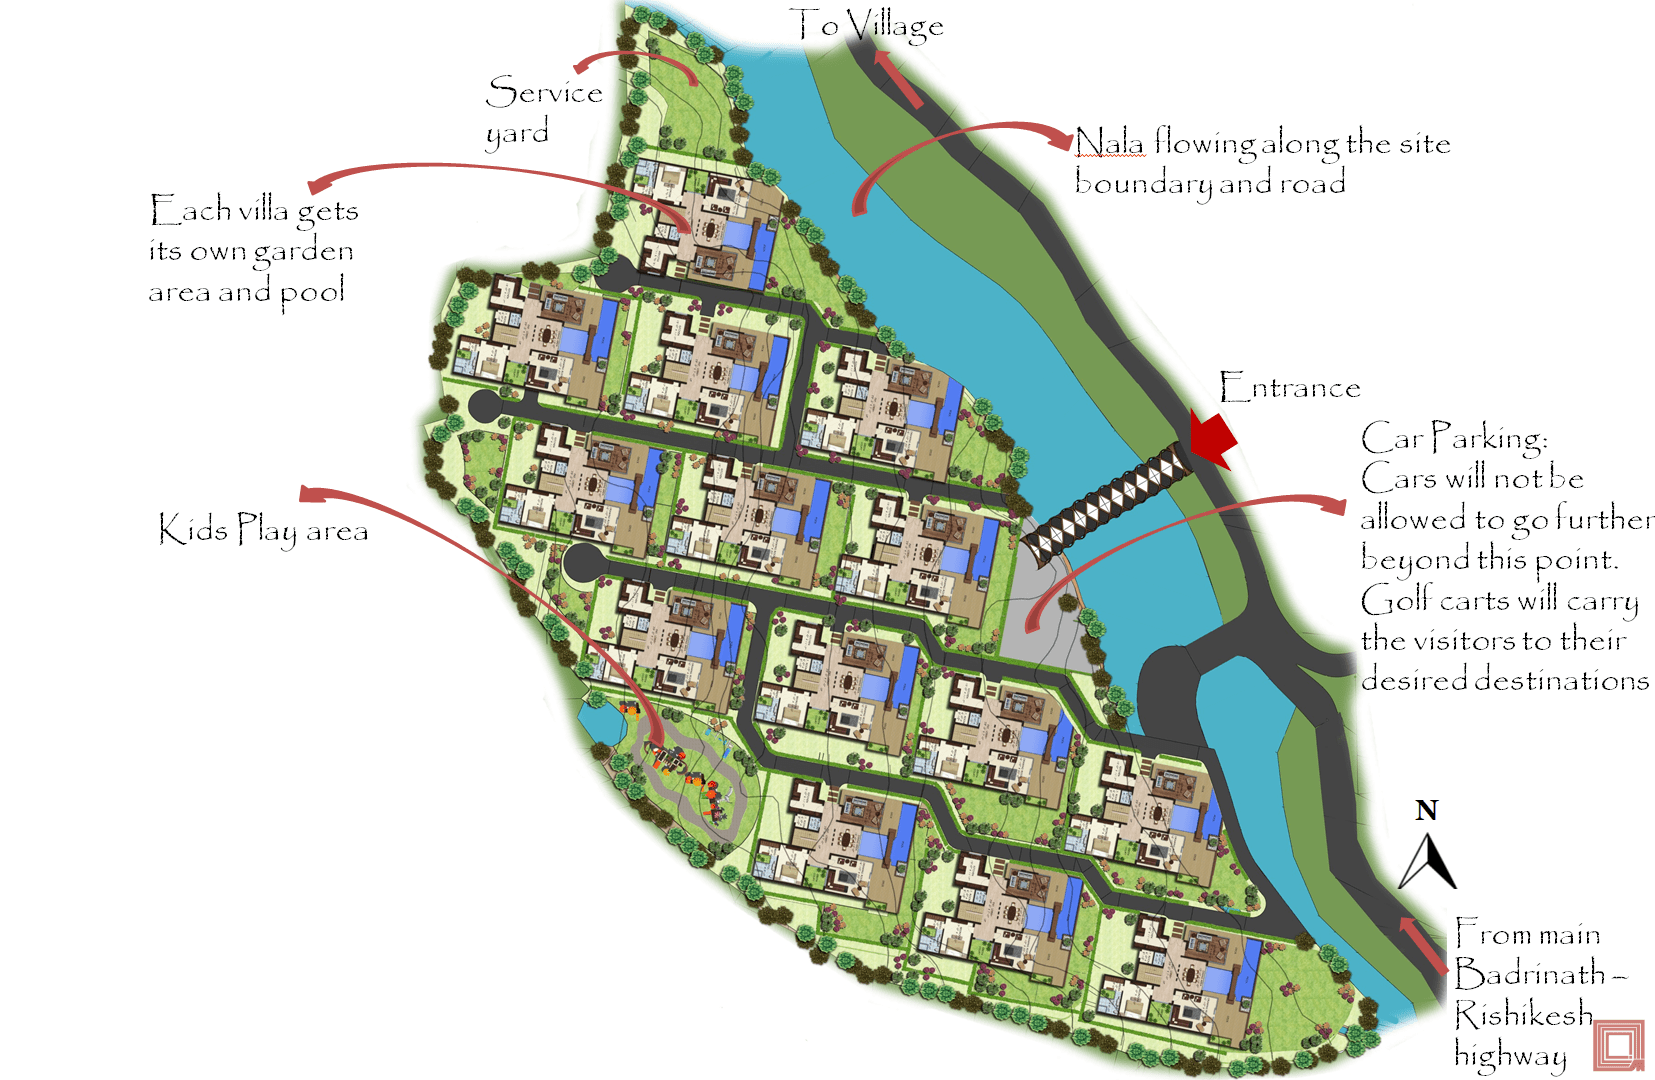 To Village
Service
yard
Nala flowing along the site
boundary and road
Each villa gets
its own garden
area and pool
Entrance
Car Parking:
Cars will not be
allowed to go further
beyond this point.
Golf carts will carry
the visitors to their
desired destinations
Kids Play area
N
From main
Badrinath –
Rishikesh
highway